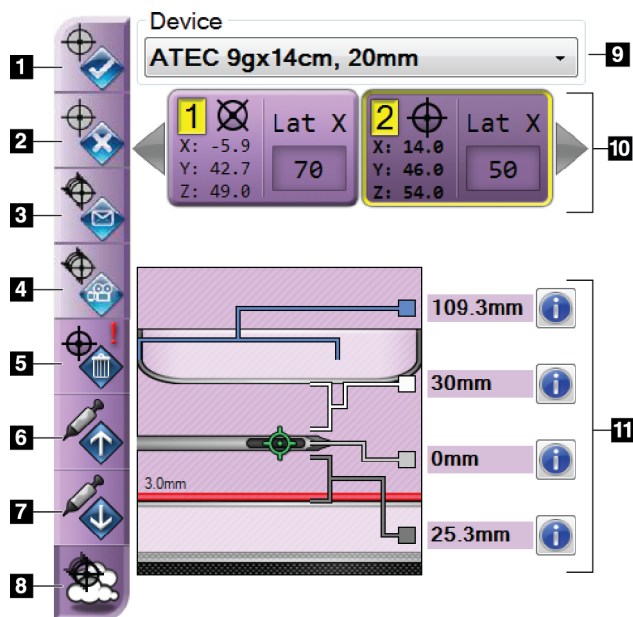 Device
1
ATEC 9gx14cm, 20mm
9
2
1 Lat X
X: -5.9
Y: 42.7
Z: 49.0
70
2 Lat X
X: 14.0
Y: 46.0
Z: 54.0
50
10
3
4
109.3mm
5
!
30mm
6
11
0mm
3.0mm
7
25.3mm
8